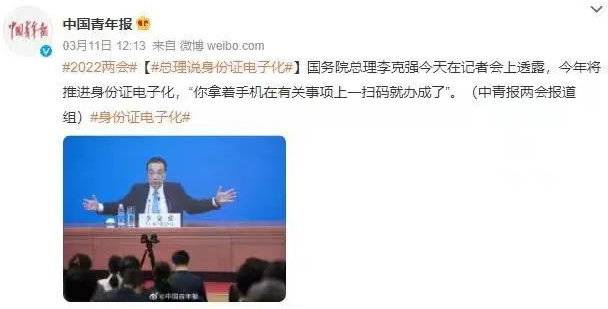 中国青年报
中国青年报
03月11日 12:13 来自 微博 weibo.com
#2022两会#【#总理说身份证电子化#】国务院总理李克强今天在记者会上透露，今年将
推进身份证电子化，“你拿着手机在有关事项上一扫码就办成了”。（中青报两会报道
组）#身份证电子化#
李克强
@中国青年报